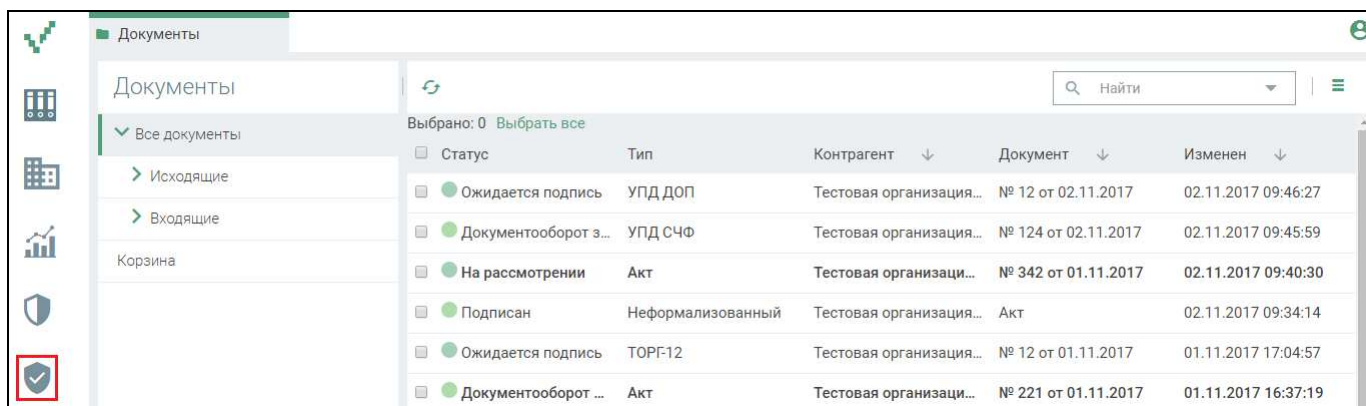 Документы
Документы
Найти
Все документы
Исходящие
Входящие
Корзина
Выбрано: 0 Выбрать все
Статус Тип Контрагент Документ Изменен
Ожидается подпись УПД ДОП Тестовая организация... № 12 от 02.11.2017 02.11.2017 09:46:27
Документооборот з... УПД СЧФ Тестовая организация... № 124 от 02.11.2017 02.11.2017 09:45:59
На рассмотрении Акт Тестовая организаци... № 342 от 01.11.2017 02.11.2017 09:40:30
Подписан Неформализованный Тестовая организация... Акт 02.11.2017 09:34:14
Ожидается подпись ТОРГ-12 Тестовая организация... № 12 от 01.11.2017 01.11.2017 17:04:57
Документооборот ... Акт Тестовая организаци... № 221 от 01.11.2017 01.11.2017 16:37:19